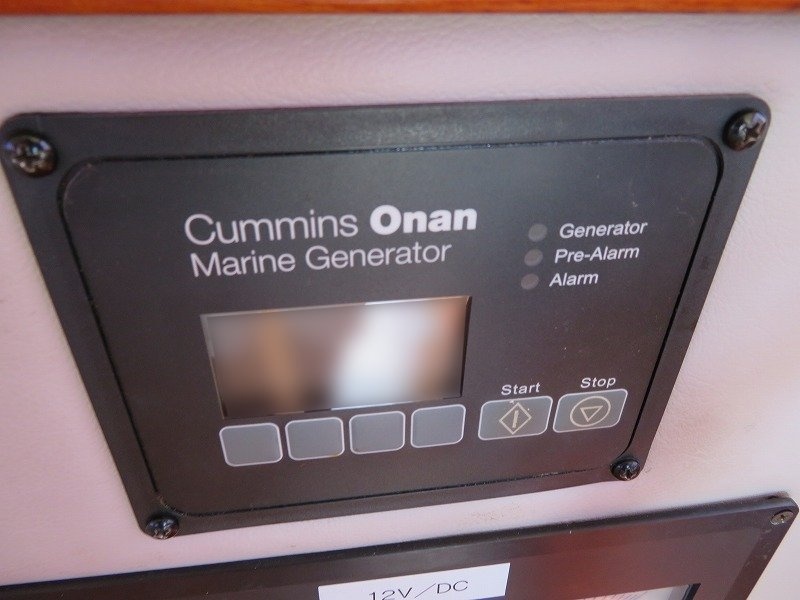 Cummins Onan
Marine Generator
Generator
Pre-Alarm
Alarm
Start
Stop
12V/DC